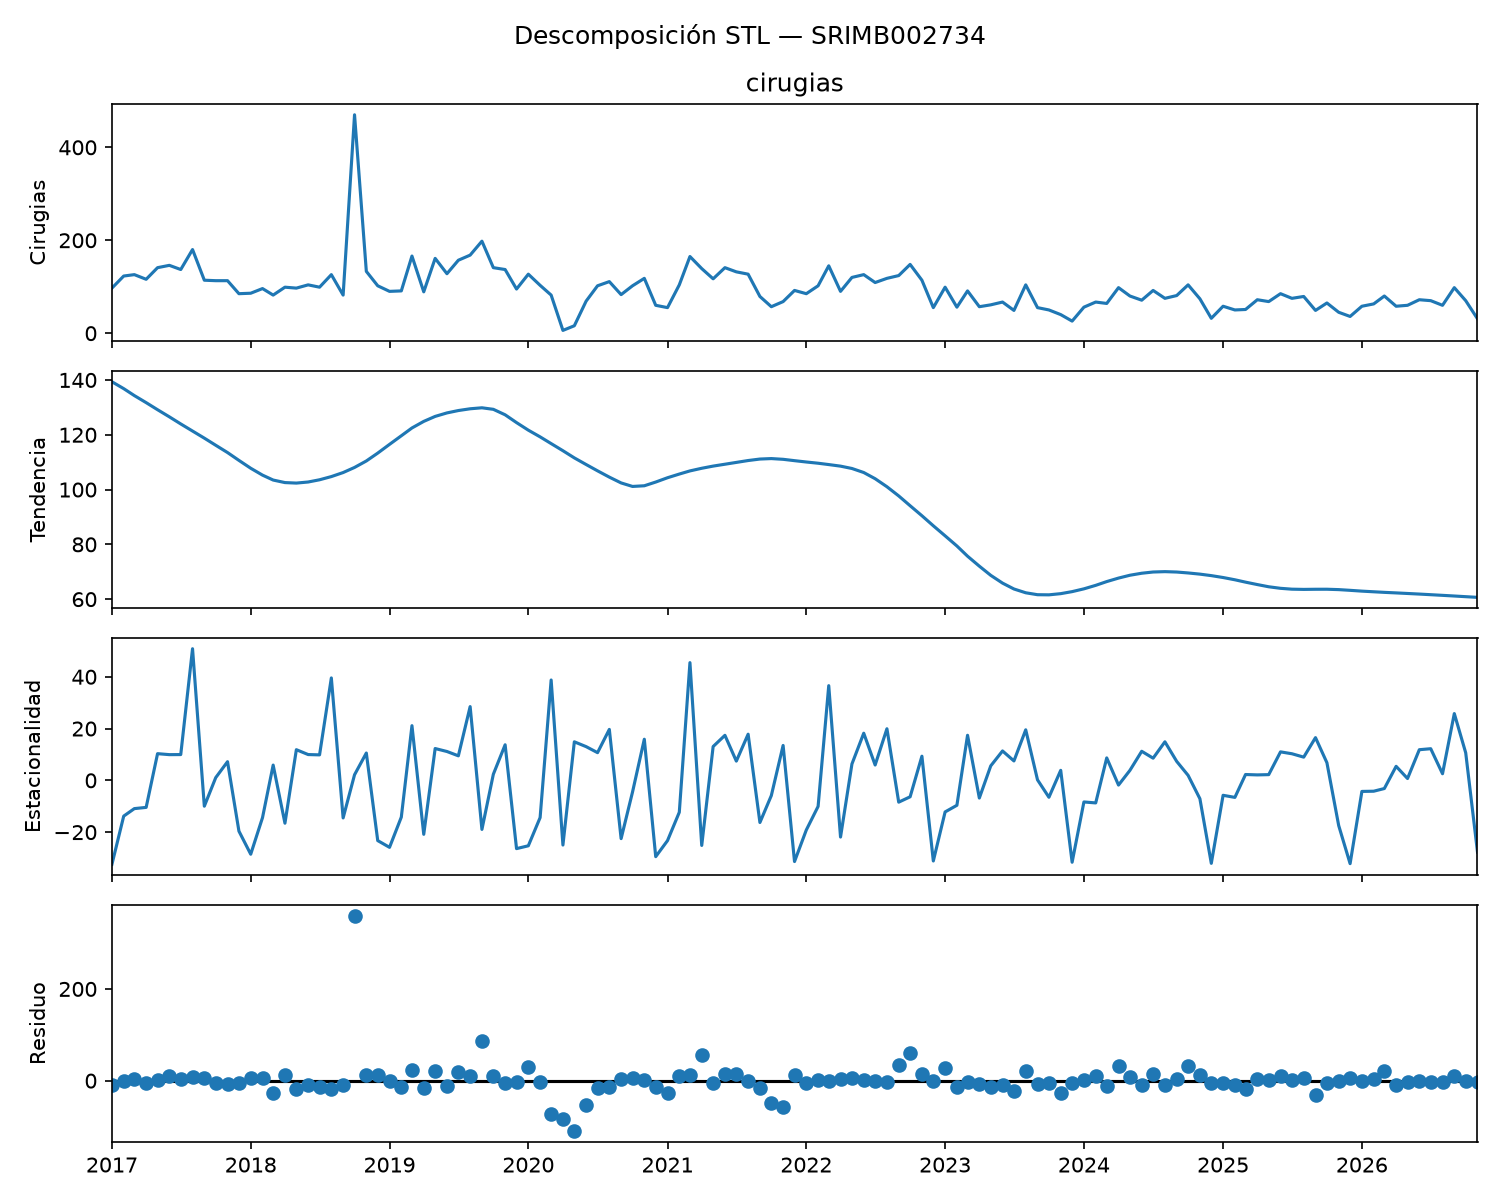 Descomposición STL — SRIMB002734
cirugias
Cirugias
400
200
0
Tendencia
140
120
100
80
60
Estacionalidad
40
20
0
−20
Residuo
200
0
2017 2018 2019 2020 2021 2022 2023 2024 2025 2026